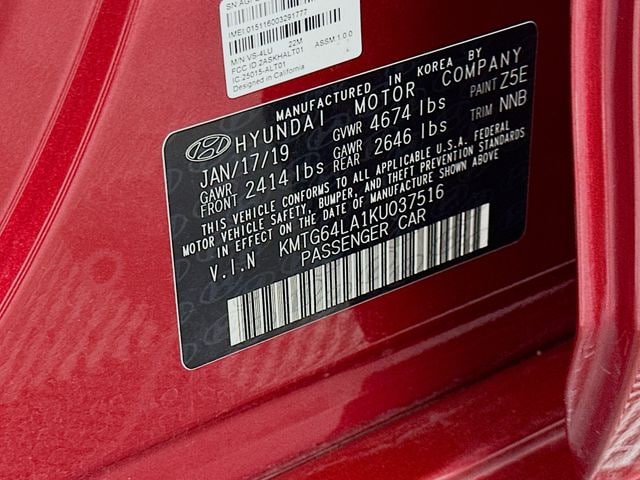 IMEI:015116003291777
M/N:VS-4LU 22M
FCC ID:2ASKHALT01 ASSM:1.0.0
IC:25015-ALT01
Designed in California
MANUFACTURED IN KOREA BY
HYUNDAI MOTOR COMPANY
JAN/17/19 GVWR 4674 lbs PAINT Z5E
GAWR FRONT 2414 lbs GAWR REAR 2646 lbs TRIM NNB
THIS VEHICLE CONFORMS TO ALL APPLICABLE U.S.A. FEDERAL
MOTOR VEHICLE SAFETY, BUMPER, AND THEFT PREVENTION STANDARDS
IN EFFECT ON THE DATE OF MANUFACTURE SHOWN ABOVE
V.I.N KMTG64LA1KU037516
PASSENGER CAR